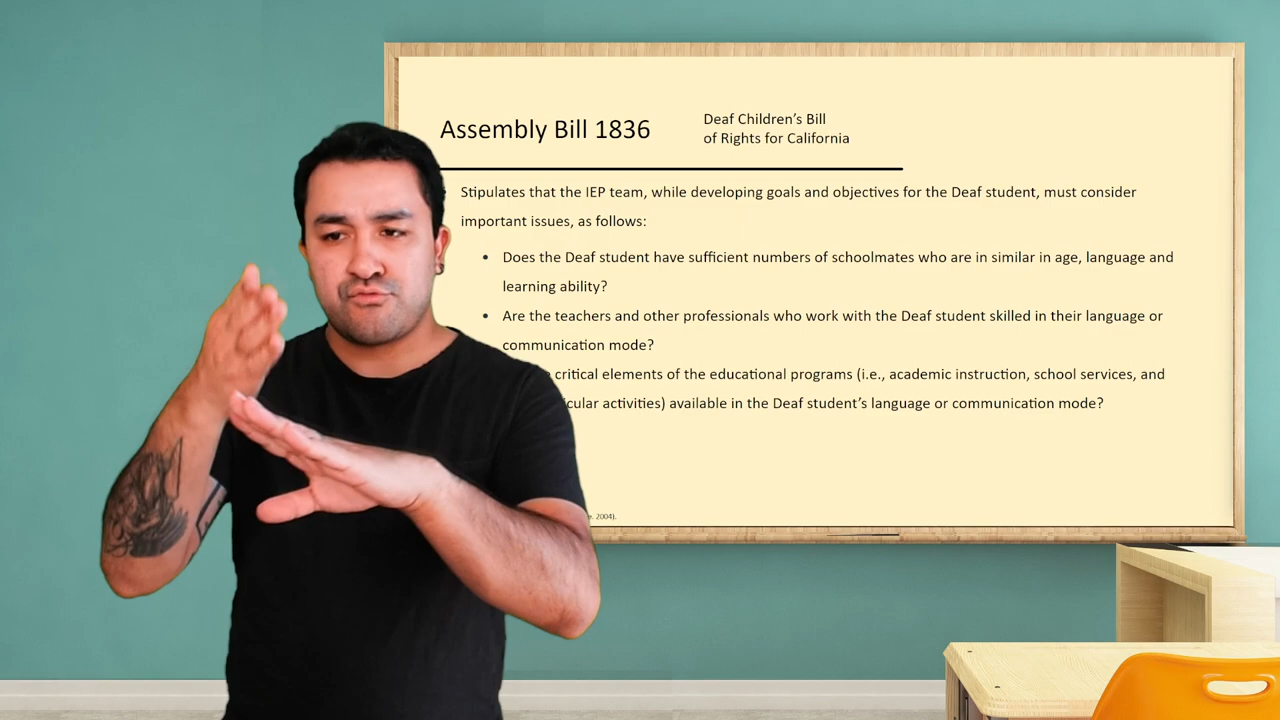 Assembly Bill 1836
Deaf Children’s Bill
of Rights for California
Stipulates that the IEP team, while developing goals and objectives for the Deaf student, must consider
important issues, as follows:
• Does the Deaf student have sufficient numbers of schoolmates who are in similar in age, language and
learning ability?
• Are the teachers and other professionals who work with the Deaf student skilled in their language or
communication mode?
critical elements of the educational programs (i.e., academic instruction, school services, and
activities) available in the Deaf student’s language or communication mode?
2004).